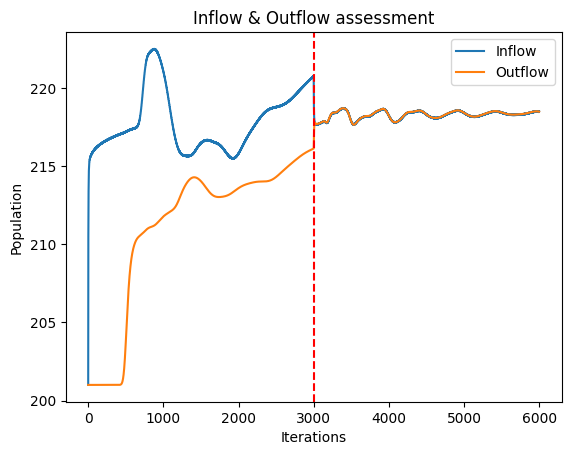 Inflow & Outflow assessment
Inflow
Outflow
Population
220
215
210
205
200
0 1000 2000 3000 4000 5000 6000
Iterations